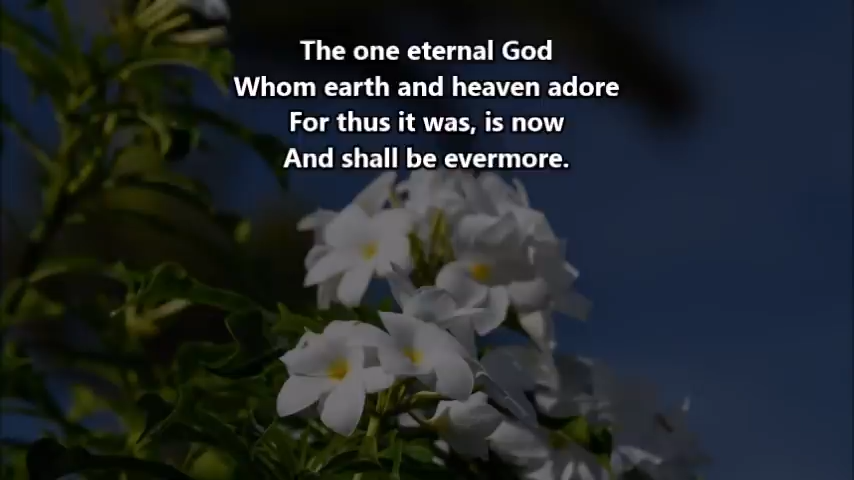 The one eternal God
Whom earth and heaven adore
For thus it was, is now
And shall be evermore.